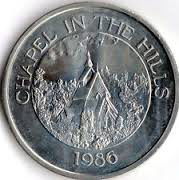 CHAPEL IN THE HILLS
1986